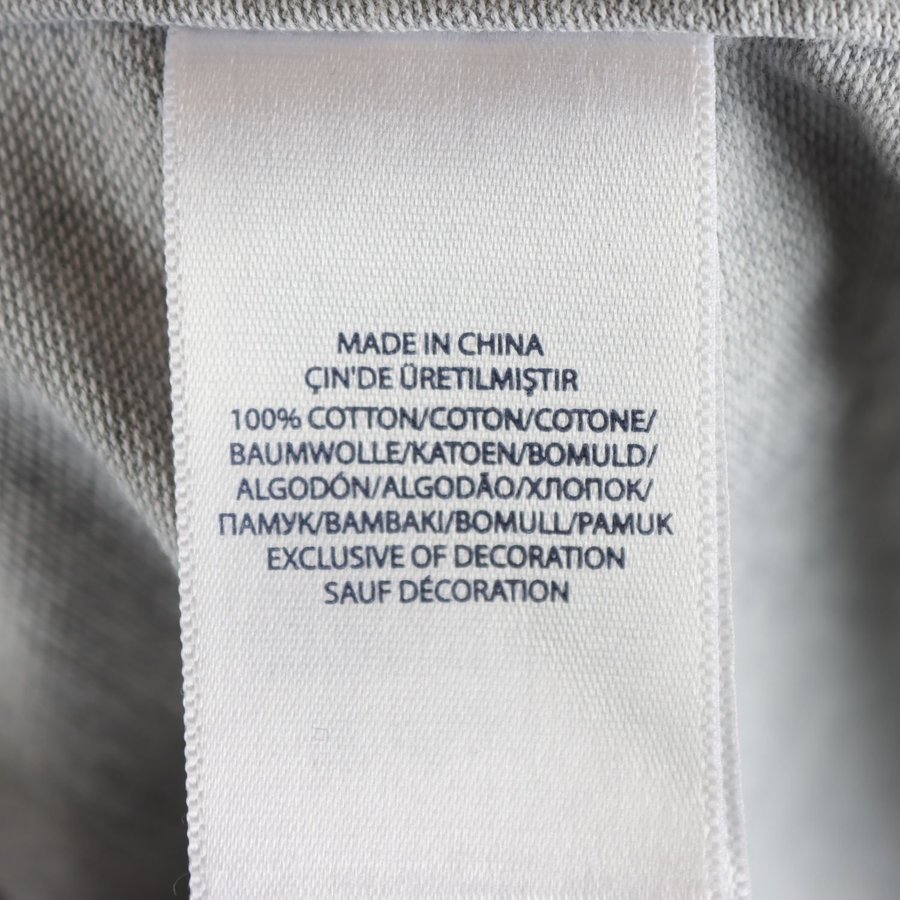 MADE IN CHINA
ÇIN'DE ÜRETILMIŞTIR
100% COTTON/COTON/COTONE/
BAUMWOLLE/KATOEN/BOMULD/
ALGODÓN/ALGODÃO/ХЛОПОК/
ПАМУК/BAMBAKI/BOMULL/PAMUK
EXCLUSIVE OF DECORATION
SAUF DÉCORATION